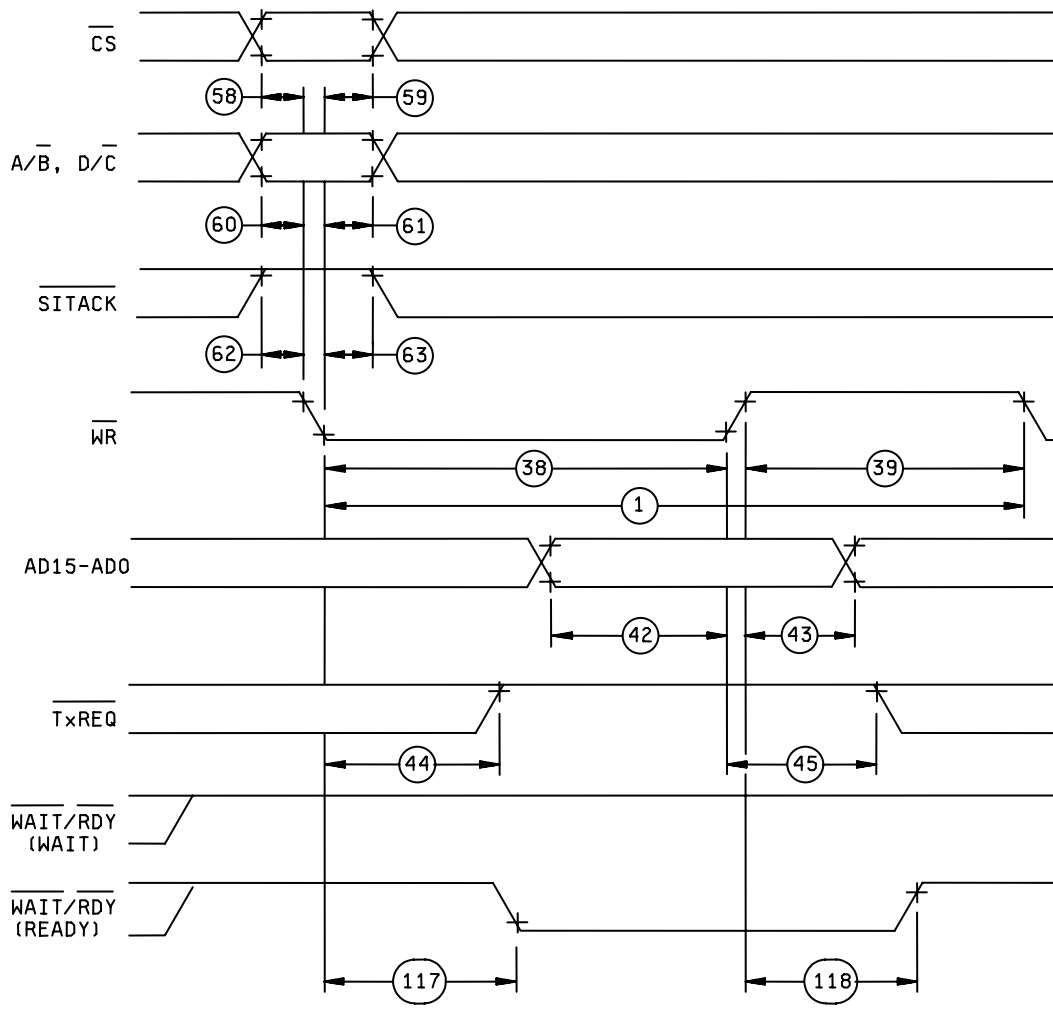 CS
58
59
A/B, D/C
60
61
SITACK
62
63
WR
38
39
1
AD15-AD0
42
43
TxREQ
44
45
WAIT/RDY
(WAIT)
WAIT/RDY
(READY)
117
118